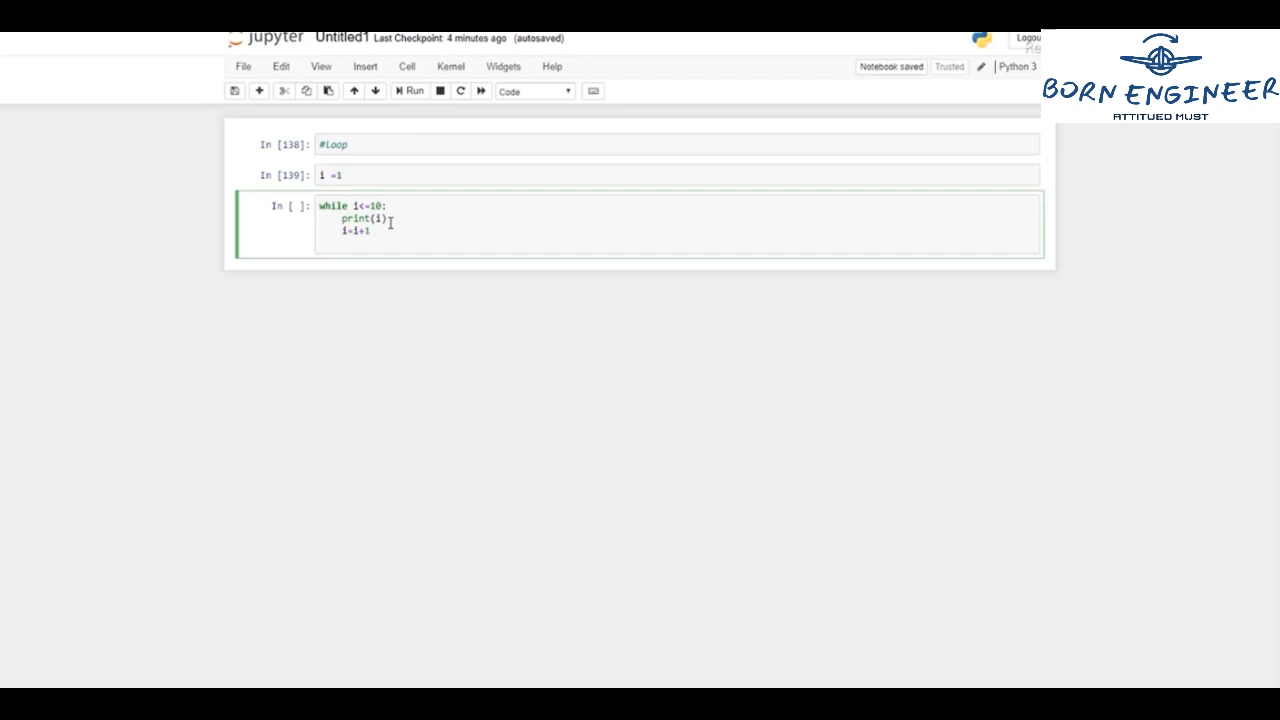 jupyter Untitled1 Last Checkpoint: 4 minutes ago (autosaved)
File Edit View Insert Cell Kernel Widgets Help
Notebook saved Trusted Python 3
Run Code
BORN ENGINEER
ATTITUED MUST
In [138]: #Loop
In [139]: i =1
In [ ]: while i<=10:
print(i)
i=i+1